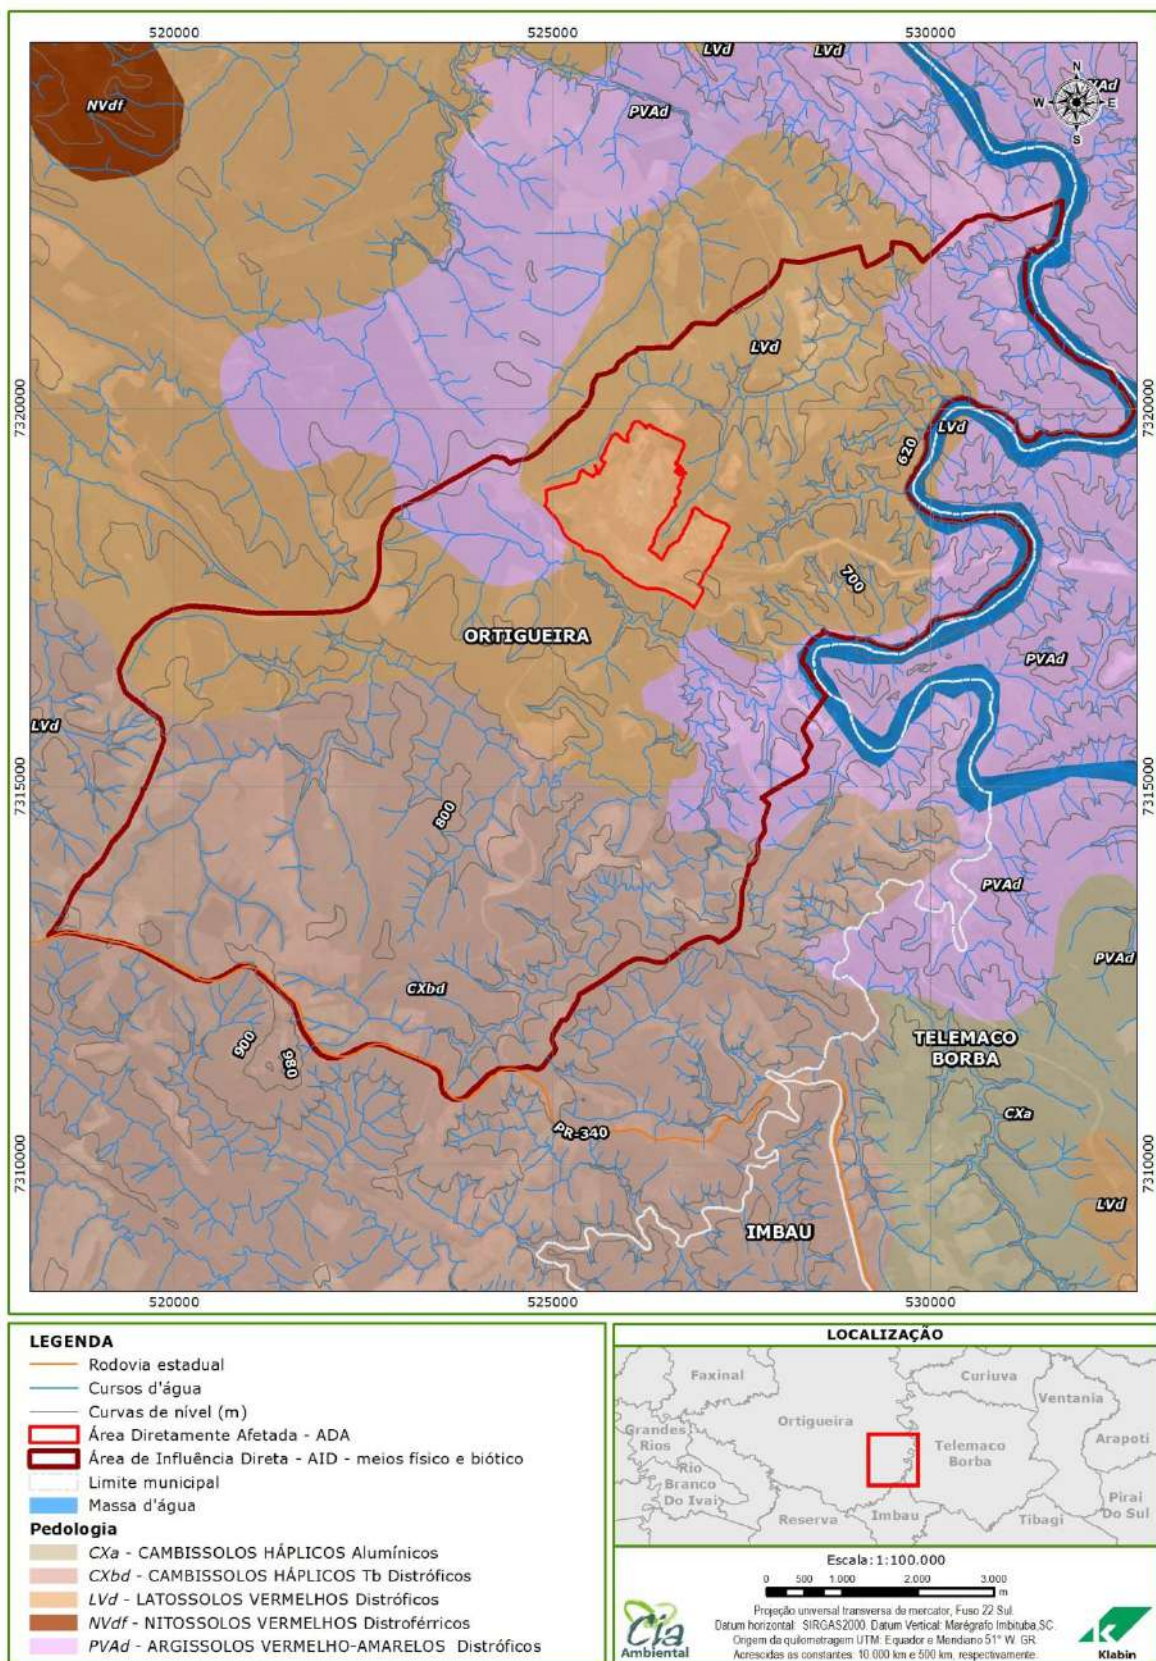 520000
525000
530000
NVdf
LVd
LVd
PVAd
N
W
E
S
LVd
7320000
7320000
LVd
620
700
ORTIGUEIRA
PVAd
LVd
7315000
7315000
800
PVAd
PVAd
CXbd
900
980
TELEMACO
BORBA
CXa
PR-340
7310000
7310000
LVd
IMBAU
520000
525000
530000
LEGENDA
Rodovia estadual
Cursos d'água
Curvas de nível (m)
Área Diretamente Afetada - ADA
Área de Influência Direta - AID - meios físico e biótico
Limite municipal
Massa d'água
Pedologia
CXa - CAMBISSOLOS HÁPLICOS Alumínicos
CXbd - CAMBISSOLOS HÁPLICOS Tb Distróficos
LVd - LATOSSOLOS VERMELHOS Distróficos
NVdf - NITOSSOLOS VERMELHOS Distroférricos
PVAd - ARGISSOLOS VERMELHO-AMARELOS Distróficos
LOCALIZAÇÃO
Faxinal
Curiuva
Ventania
Ortigueira
Grandes
Rios
Telemaco
Borba
Arapoti
Rio
Branco
Do Ivai
Pirai
Do Sul
Reserva
Imbau
Tibagi
Escala: 1:100.000
0 500 1.000 2.000 3.000
m
Projeção universal transversa de mercator, Fuso 22 Sul.
Datum horizontal: SIRGAS2000. Datum Vertical: Marégrafo Imbituba,SC.
Origem da quilometragem UTM: Equador e Meridiano 51° W. GR.
Acrescidas as constantes: 10.000 km e 500 km, respectivamente.
Cia
Ambiental
Klabin